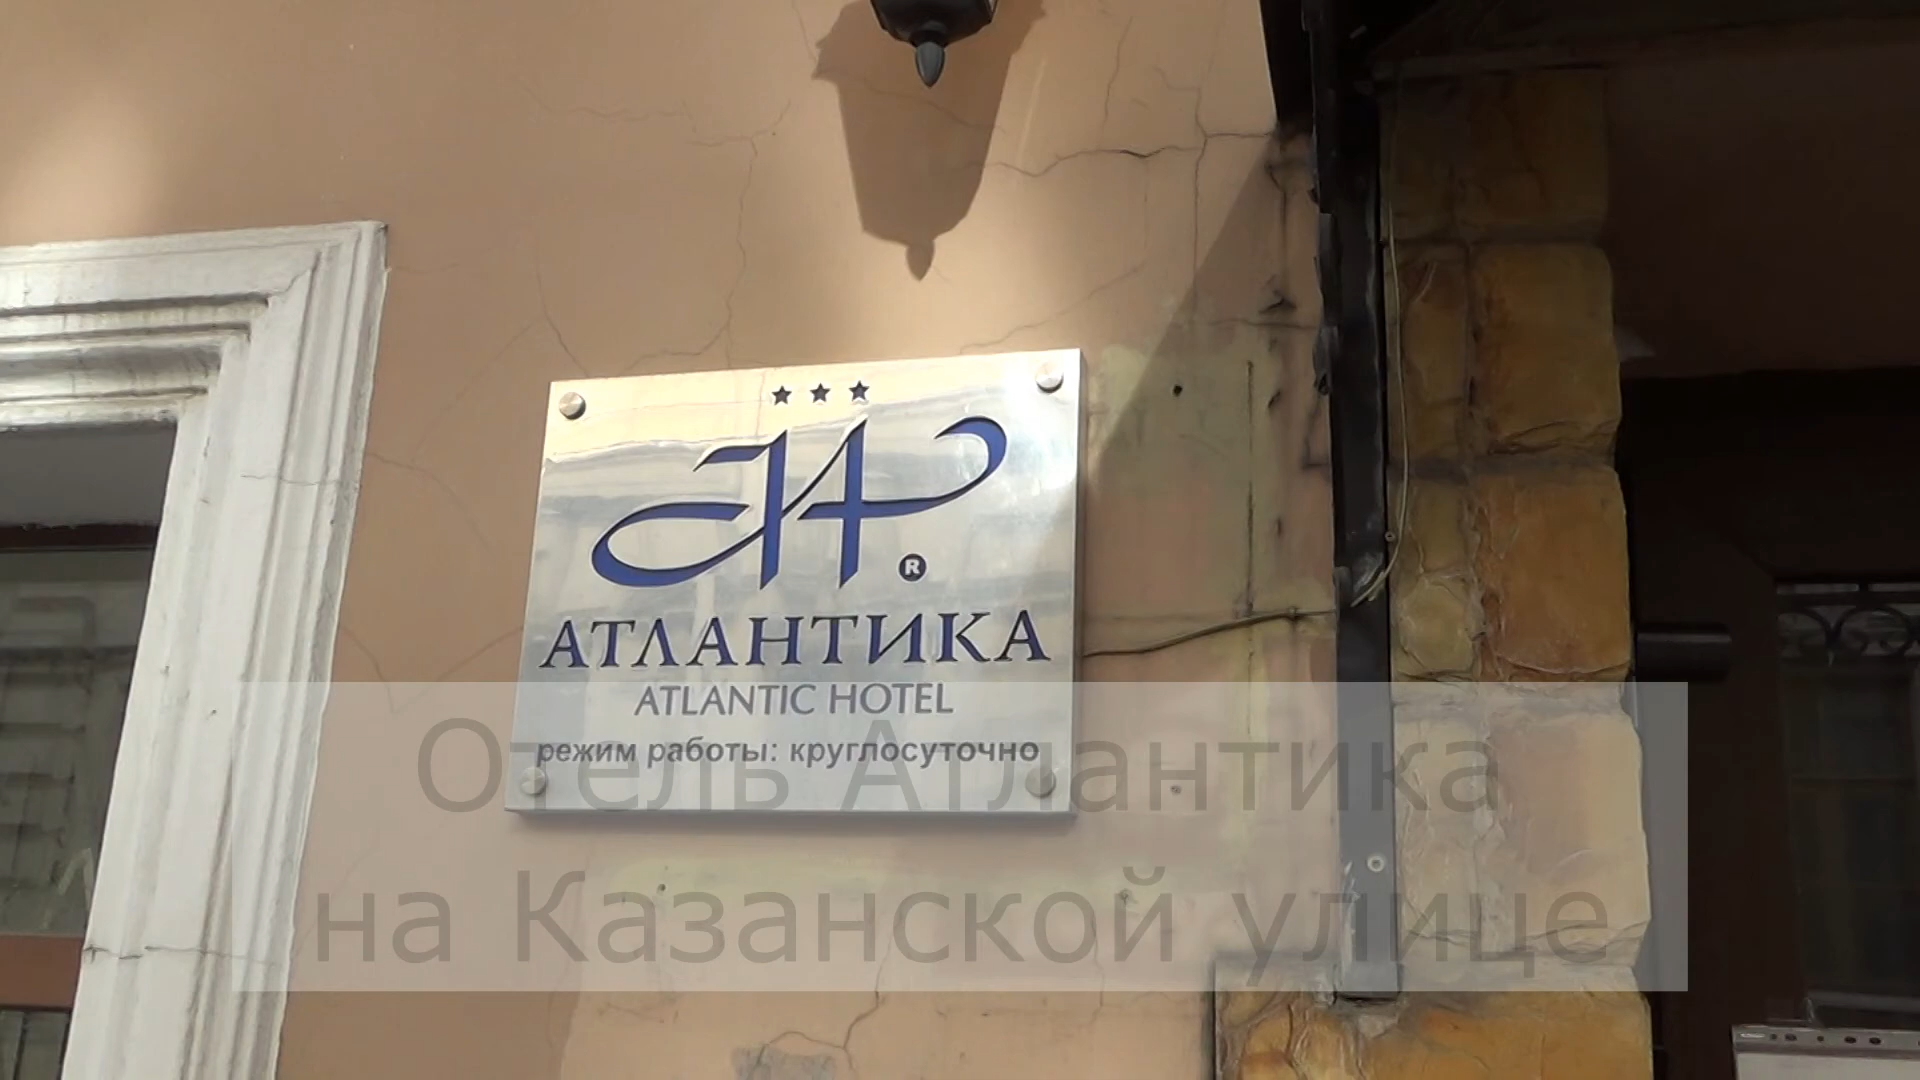 ®
АТЛАНТИКА
ATLANTIC HOTEL
режим работы: круглосуточно
Отель Атлантика
на Казанской улице